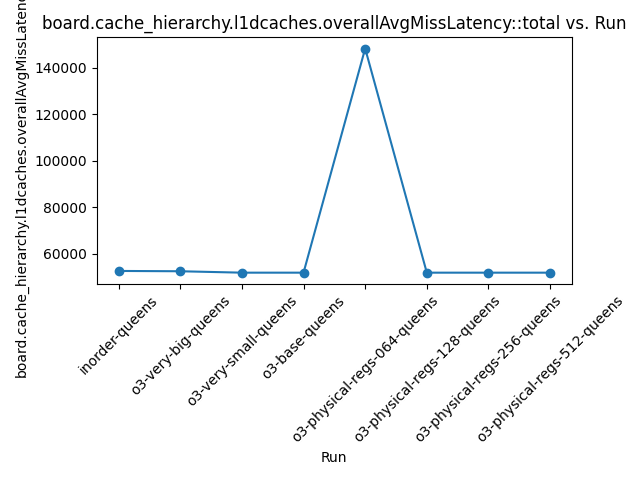 board.cache_hierarchy.l1dcaches.overallAvgMissLatency::total vs. Run
board.cache_hierarchy.l1dcaches.overallAvgMissLatenc
140000
120000
100000
80000
60000
inorder-queens
o3-very-big-queens
o3-very-small-queens
o3-base-queens
o3-physical-regs-064-queens
o3-physical-regs-128-queens
o3-physical-regs-256-queens
o3-physical-regs-512-queens
Run